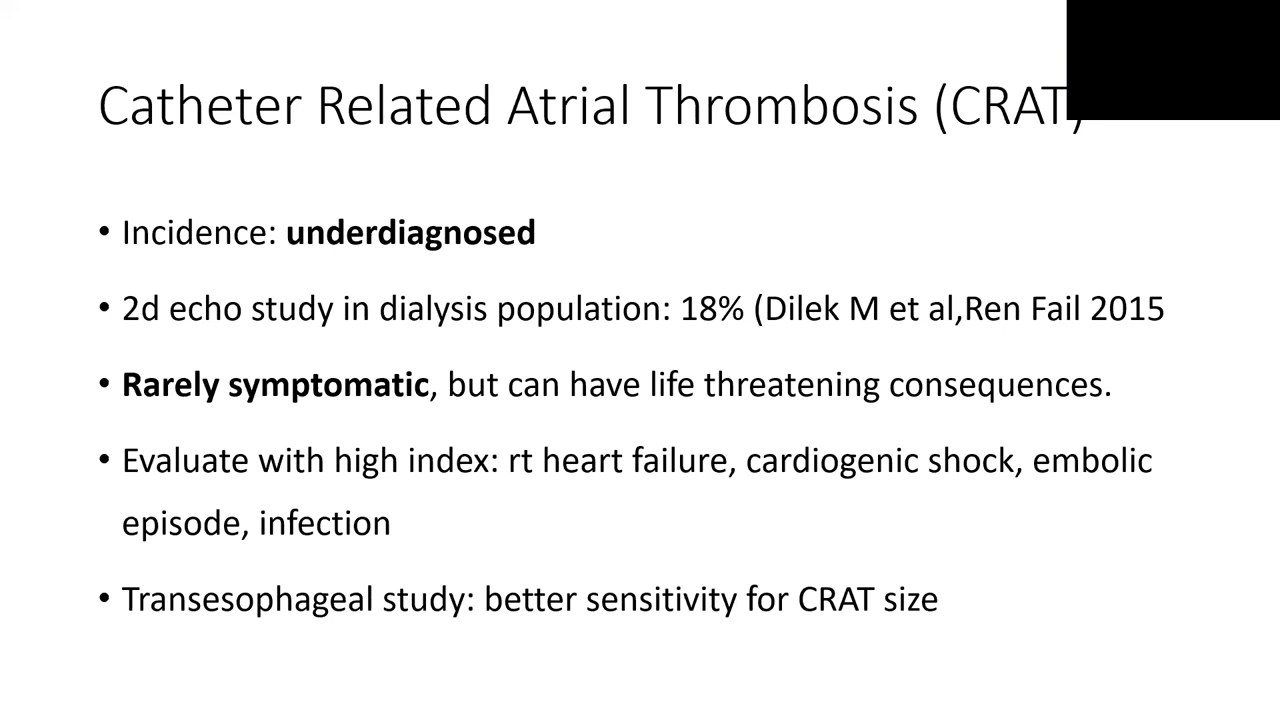 Catheter Related Atrial Thrombosis (CRAT)
• Incidence: underdiagnosed
• 2d echo study in dialysis population: 18% (Dilek M et al,Ren Fail 2015
• Rarely symptomatic, but can have life threatening consequences.
• Evaluate with high index: rt heart failure, cardiogenic shock, embolic
episode, infection
• Transesophageal study: better sensitivity for CRAT size